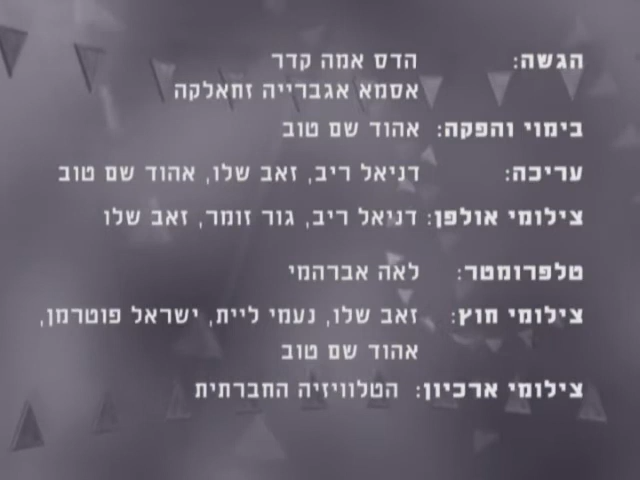 הגשה: הדס אמה קדר
אסמא אגברייה זחאלקה
בימוי והפקה: אהוד שם טוב
עריכה: דניאל ריב, זאב שלו, אהוד שם טוב
צילומי אולפן: דניאל ריב, גור זומר, זאב שלו
טלפרומטר: לאה אברהמי
צילומי חוץ: זאב שלו, נעמי ליית, ישראל פוטרמן,
אהוד שם טוב
צילומי ארכיון: הטלוויזיה החברתית